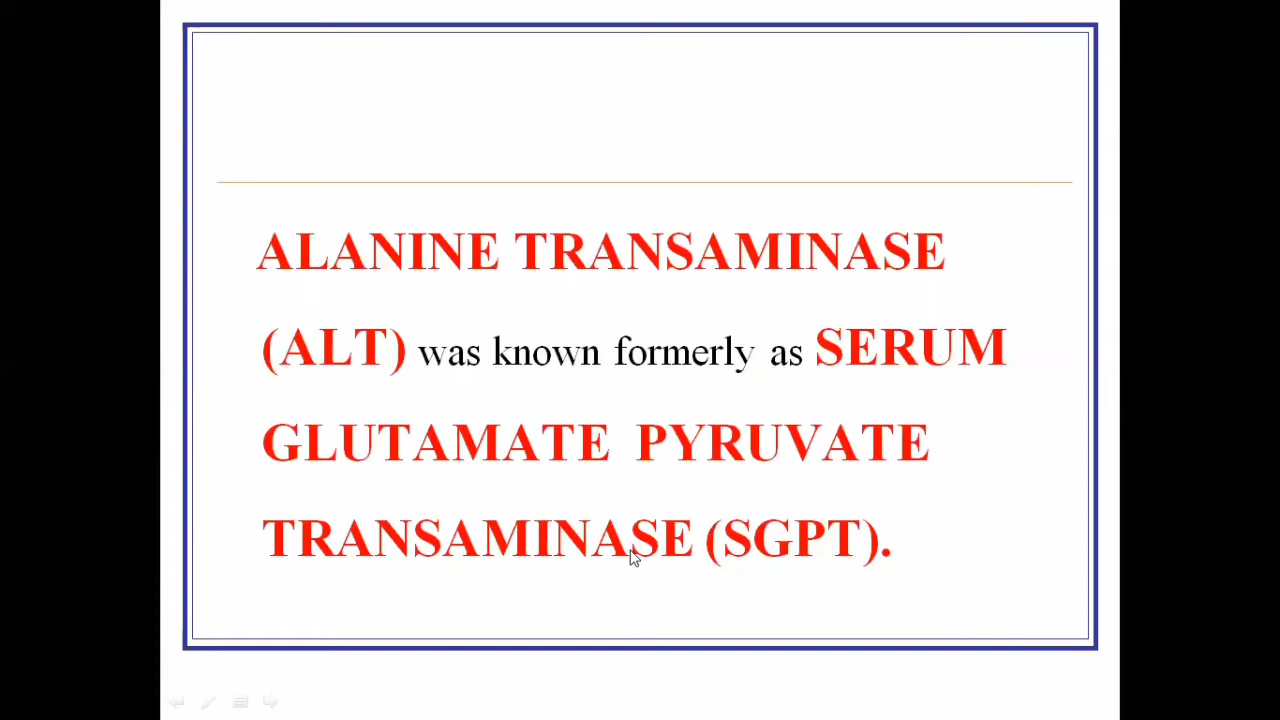 ALANINE TRANSAMINASE
(ALT) was known formerly as SERUM
GLUTAMATE PYRUVATE
TRANSAMINASE (SGPT).